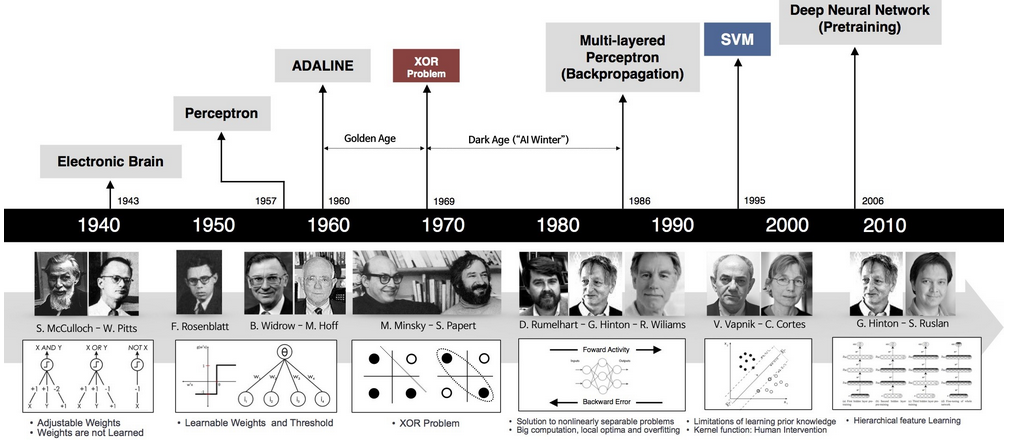 Deep Neural Network
(Pretraining)
Multi-layered
Perceptron
(Backpropagation)
SVM
ADALINE
XOR
Problem
Perceptron
Golden Age
Dark Age ("AI Winter")
Electronic Brain
1943
1957
1960
1969
1986
1995
2006
1940
1950
1960
1970
1980
1990
2000
2010
S. McCulloch – W. Pitts
F. Rosenblatt
B. Widrow – M. Hoff
M. Minsky – S. Papert
D. Rumelhart – G. Hinton – R. Wiliams
V. Vapnik – C. Cortes
G. Hinton – S. Ruslan
X AND Y
X OR Y
NOT X
+1 +1 -2
+1 +1 -1
-1
X Y +1
X Y +1
X
θ
Foward Activity
Inputs
Outputs
Backward Error
• Adjustable Weights
• Weights are not Learned
• Learnable Weights and Threshold
• XOR Problem
• Solution to nonlinearly separable problems
• Big computation, local optima and overfitting
• Limitations of learning prior knowledge
• Kernel function: Human Intervention
• Hierarchical feature Learning